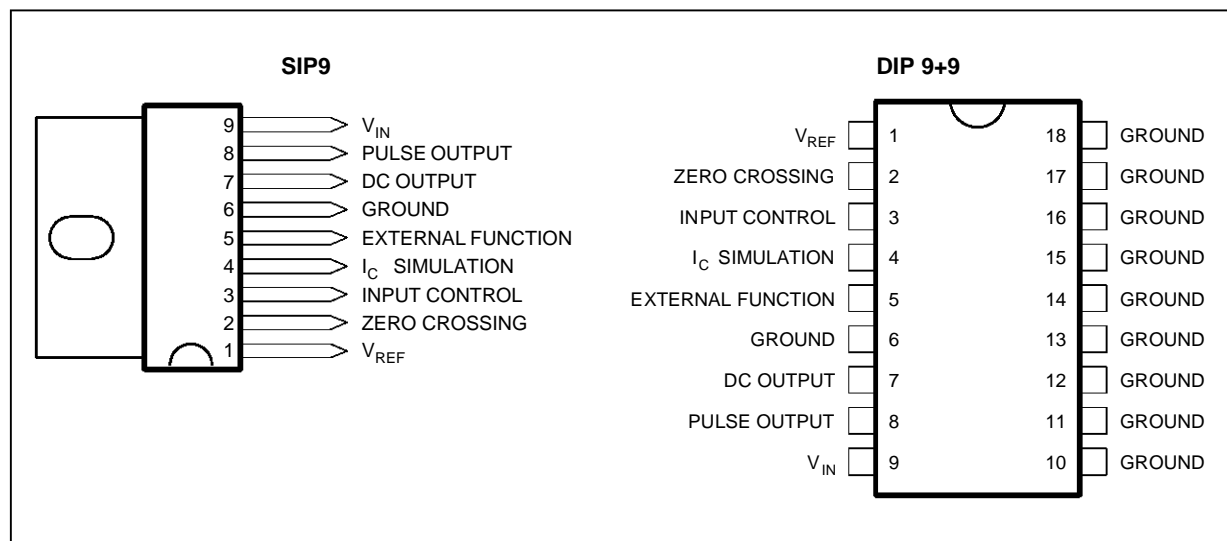 SIP9
9 V_IN
8 PULSE OUTPUT
7 DC OUTPUT
6 GROUND
5 EXTERNAL FUNCTION
4 I_C SIMULATION
3 INPUT CONTROL
2 ZERO CROSSING
1 V_REF
DIP 9+9
V_REF 1 18 GROUND
ZERO CROSSING 2 17 GROUND
INPUT CONTROL 3 16 GROUND
I_C SIMULATION 4 15 GROUND
EXTERNAL FUNCTION 5 14 GROUND
GROUND 6 13 GROUND
DC OUTPUT 7 12 GROUND
PULSE OUTPUT 8 11 GROUND
V_IN 9 10 GROUND